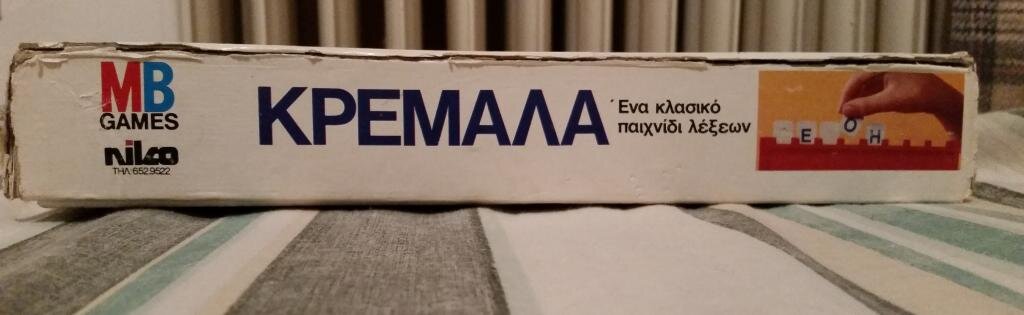 MB
GAMES
nilco
ΤΗΛ. 652.9522
ΚΡΕΜΑΛΑ
Ένα κλασικό
παιχνίδι λέξεων
Ε Ο Η